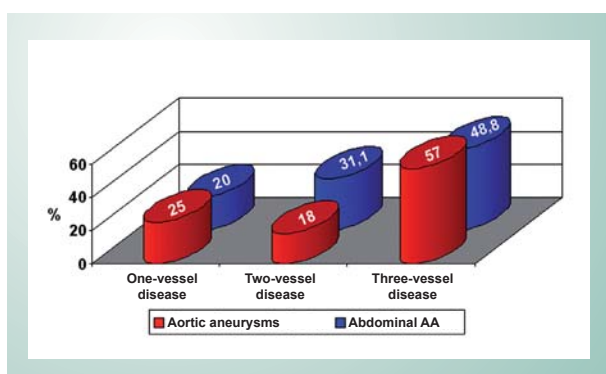 60
40
20
0
%
25
20
18
31,1
57
48,8
One-vessel
disease
Two-vessel
disease
Three-vessel
disease
Aortic aneurysms
Abdominal AA